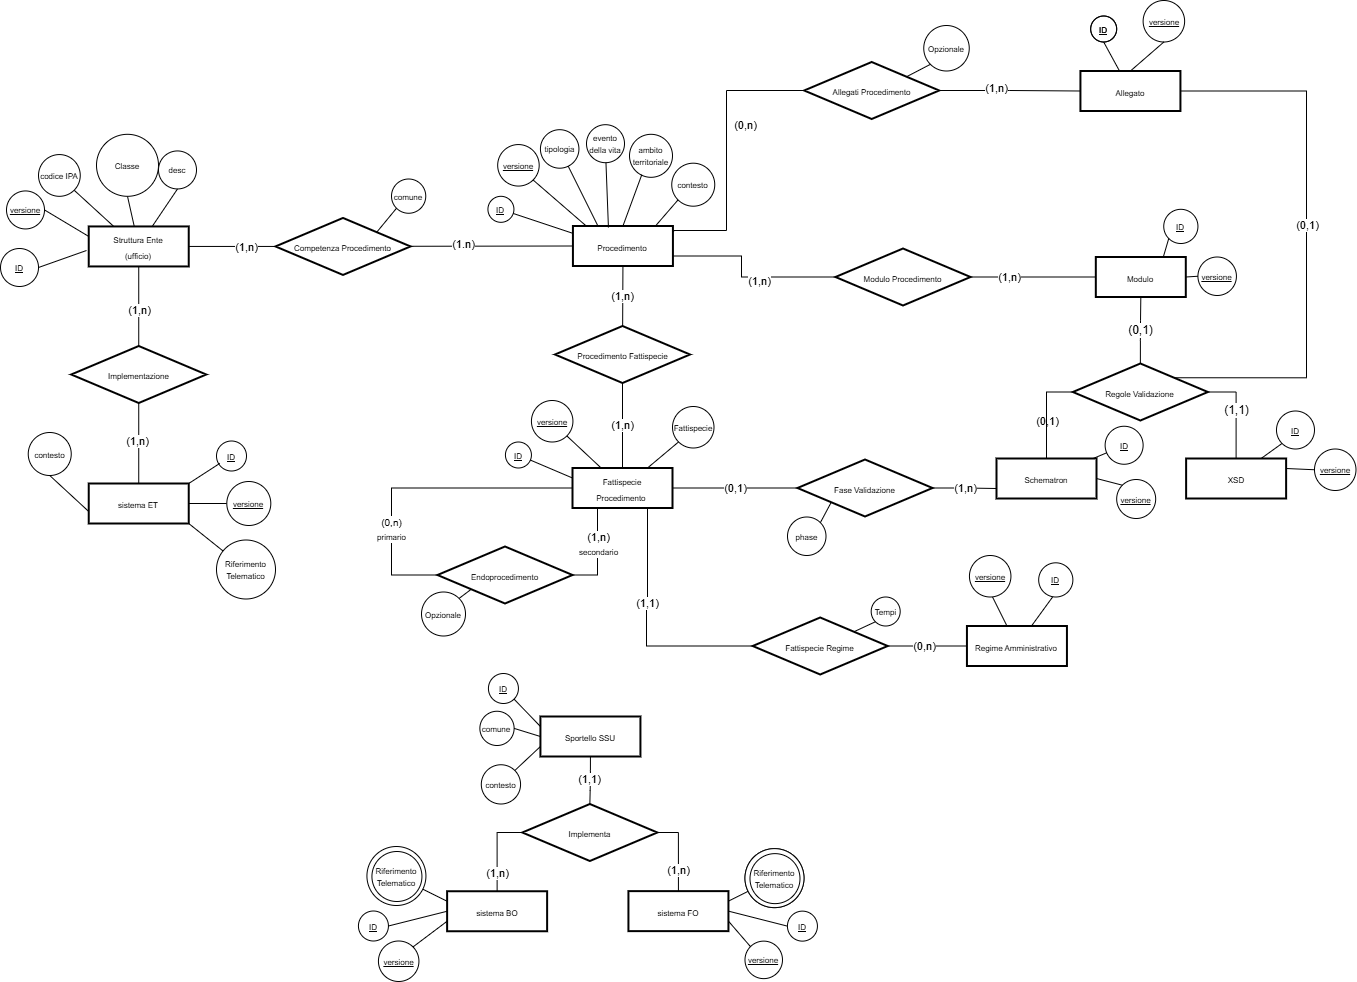 ID
versione
Opzionale
Allegati Procedimento
(1,n)
Allegato
(0,n)
codice IPA
Classe
desc
versione
ID
Struttura Ente
(ufficio)
(1,n)
comune
Competenza Procedimento
(1.n)
ID
versione
tipologia
evento
della vita
ambito
territoriale
contesto
Procedimento
(0,1)
ID
versione
Modulo
(1,n)
Modulo Procedimento
(1,n)
(1,n)
(1,n)
(0,1)
Implementazione
Procedimento Fattispecie
Regole Validazione
(0,1)
(1,1)
(1,n)
(1,n)
contesto
ID
versione
sistema ET
Riferimento
Telematico
ID
versione
Fattispecie
Fattispecie
Procedimento
(0,1)
Fase Validazione
phase
(1,n)
Schematron
ID
versione
XSD
ID
versione
(0,n)
primario
(1,n)
secondario
Endoprocedimento
Opzionale
(1,1)
Fattispecie Regime
Tempi
(0,n)
versione
ID
Regime Amministrativo
ID
comune
contesto
Sportello SSU
(1,1)
Implementa
(1,n)
(1,n)
Riferimento
Telematico
ID
versione
sistema BO
sistema FO
Riferimento
Telematico
ID
versione